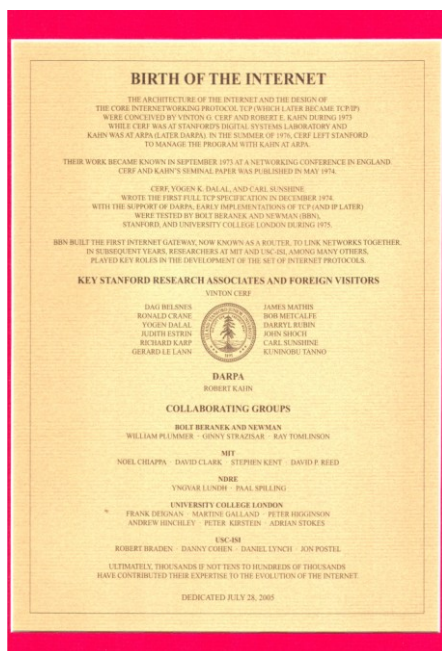 BIRTH OF THE INTERNET
THE ARCHITECTURE OF THE INTERNET AND THE DESIGN OF
THE CORE INTERNETWORKING PROTOCOL TCP (WHICH LATER BECAME TCP/IP)
WERE CONCEIVED BY VINTON G. CERF AND ROBERT E. KAHN DURING 1973
WHILE CERF WAS AT STANFORD'S DIGITAL SYSTEMS LABORATORY AND
KAHN WAS AT ARPA (LATER DARPA). IN THE SUMMER OF 1976, CERF LEFT STANFORD
TO MANAGE THE PROGRAM WITH KAHN AT ARPA.
THEIR WORK BECAME KNOWN IN SEPTEMBER 1973 AT A NETWORKING CONFERENCE IN ENGLAND.
CERF AND KAHN'S SEMINAL PAPER WAS PUBLISHED IN MAY 1974.
CERF, YOGEN K. DALAL, AND CARL SUNSHINE
WROTE THE FIRST FULL TCP SPECIFICATION IN DECEMBER 1974.
WITH THE SUPPORT OF DARPA, EARLY IMPLEMENTATIONS OF TCP (AND IP LATER)
WERE TESTED BY BOLT BERANEK AND NEWMAN (BBN),
STANFORD, AND UNIVERSITY COLLEGE LONDON DURING 1975.
BBN BUILT THE FIRST INTERNET GATEWAY, NOW KNOWN AS A ROUTER, TO LINK NETWORKS TOGETHER.
IN SUBSEQUENT YEARS, RESEARCHERS AT MIT AND USC-ISI, AMONG MANY OTHERS,
PLAYED KEY ROLES IN THE DEVELOPMENT OF THE SET OF INTERNET PROTOCOLS.
KEY STANFORD RESEARCH ASSOCIATES AND FOREIGN VISITORS
VINTON CERF
DAG BELSNES
RONALD CRANE
YOGEN DALAL
JUDITH ESTRIN
RICHARD KARP
GERARD LE LANN
JAMES MATHIS
BOB METCALFE
DARRYL RUBIN
JOHN SHOCH
CARL SUNSHINE
KUNINOBU TANNO
DARPA
ROBERT KAHN
COLLABORATING GROUPS
BOLT BERANEK AND NEWMAN
WILLIAM PLUMMER · GINNY STRAZISAR · RAY TOMLINSON
MIT
NOEL CHIAPPA · DAVID CLARK · STEPHEN KENT · DAVID P. REED
NDRE
YNGVAR LUNDH · PAAL SPILLING
UNIVERSITY COLLEGE LONDON
FRANK DEIGNAN · MARTINE GALLAND · PETER HIGGINSON
ANDREW HINCHLEY · PETER KIRSTEIN · ADRIAN STOKES
USC-ISI
ROBERT BRADEN · DANNY COHEN · DANIEL LYNCH · JON POSTEL
ULTIMATELY, THOUSANDS IF NOT TENS TO HUNDREDS OF THOUSANDS
HAVE CONTRIBUTED THEIR EXPERTISE TO THE EVOLUTION OF THE INTERNET.
DEDICATED JULY 28, 2005